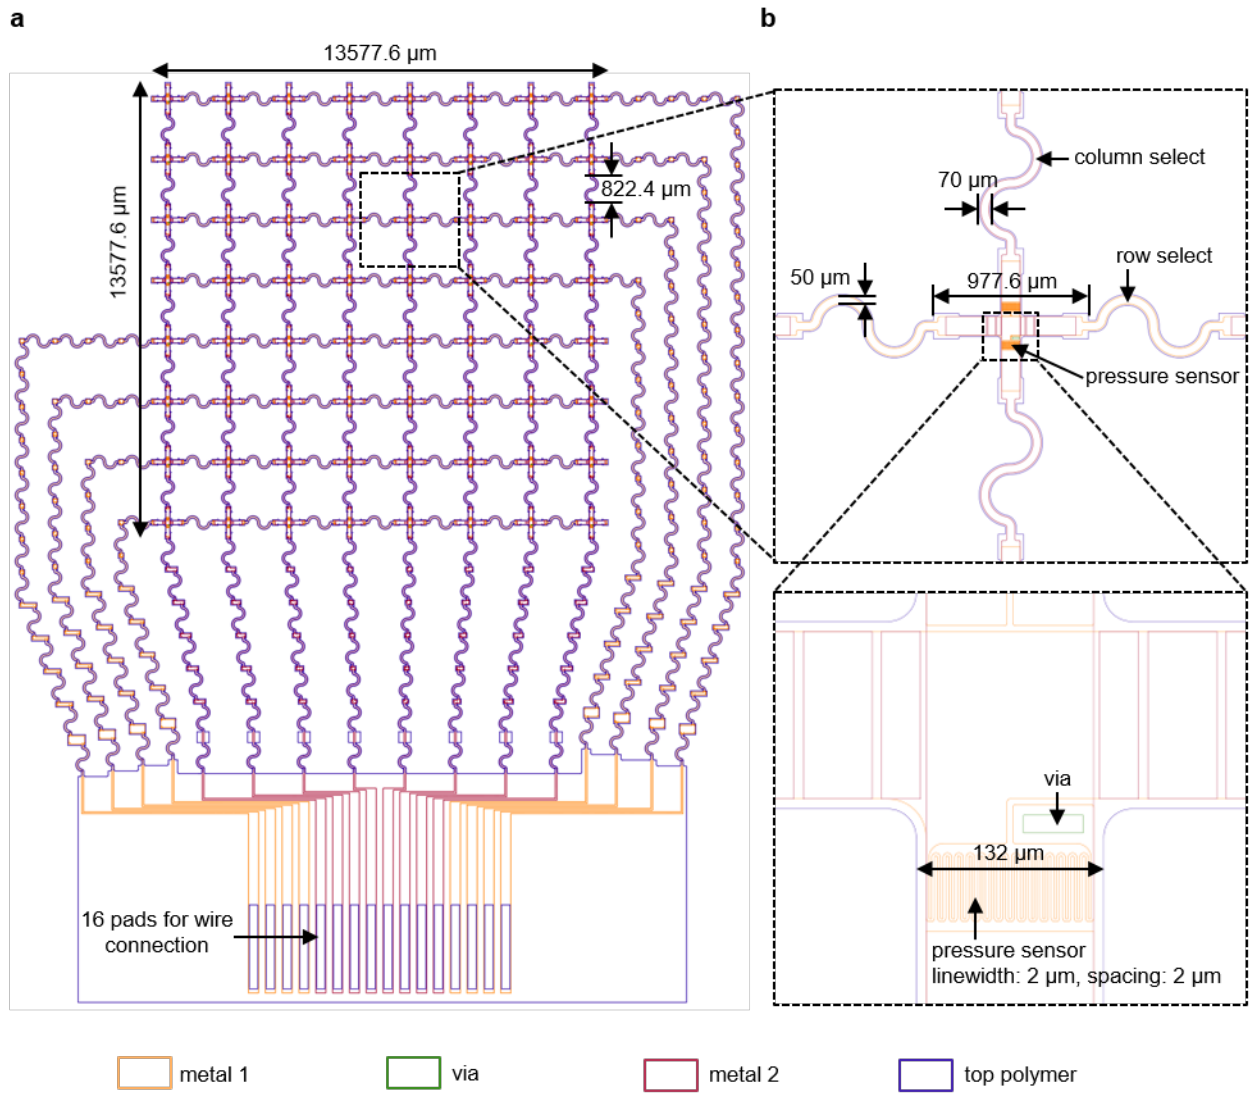 a
b
13577.6 µm
13577.6 µm
822.4 µm
16 pads for wire
connection
column select
70 µm
row select
50 µm
977.6 µm
pressure sensor
via
132 µm
pressure sensor
linewidth: 2 µm, spacing: 2 µm
metal 1
via
metal 2
top polymer